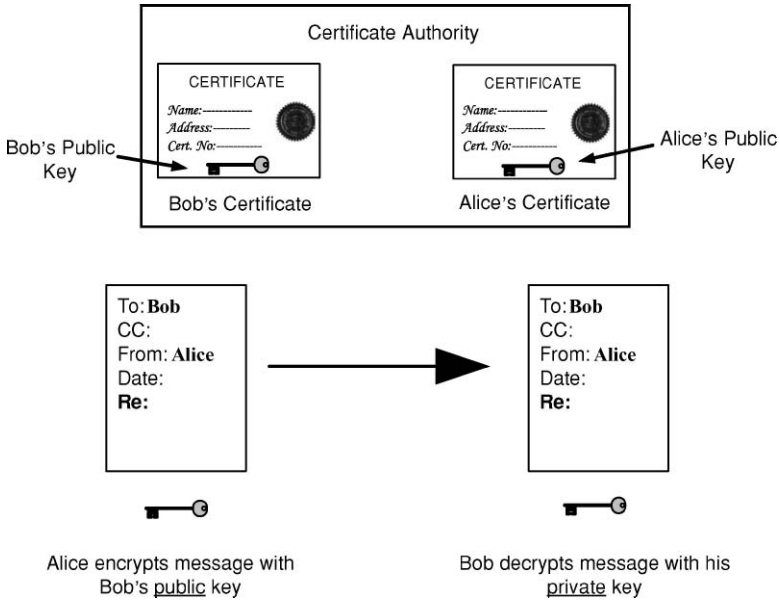 Certificate Authority
CERTIFICATE
Name:-------------
Address:---------
Cert. No:-----------
Bob's Public
Key
Bob's Certificate
CERTIFICATE
Name:-------------
Address:---------
Cert. No:-----------
Alice's Public
Key
Alice's Certificate
To: Bob
CC:
From: Alice
Date:
Re:
To: Bob
CC:
From: Alice
Date:
Re:
Alice encrypts message with
Bob's public key
Bob decrypts message with his
private key